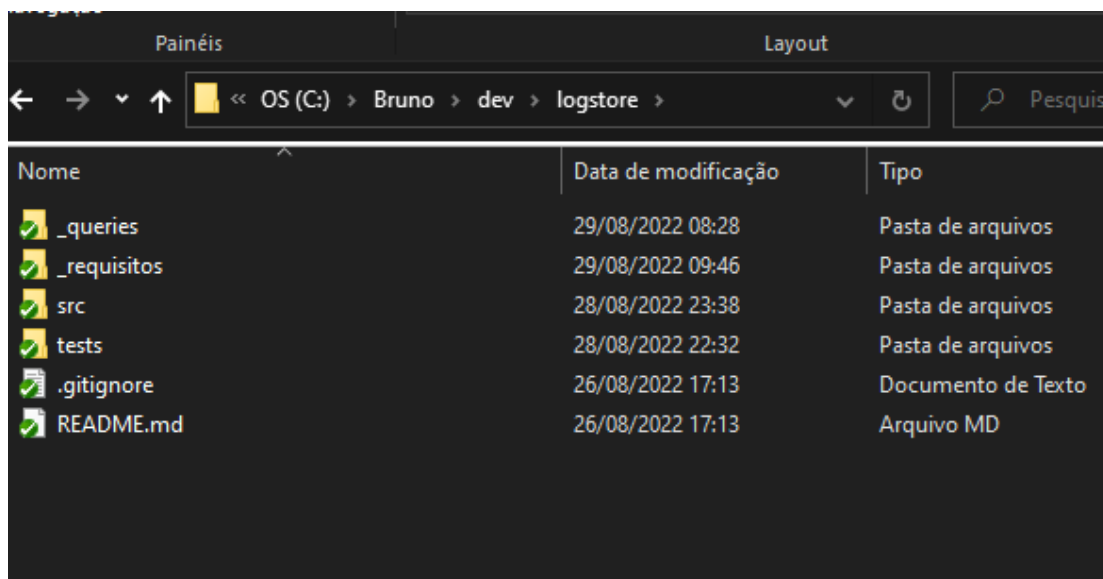 Painéis Layout
« OS (C:) › Bruno › dev › logstore › Pesquis
Nome Data de modificação Tipo
_queries 29/08/2022 08:28 Pasta de arquivos
_requisitos 29/08/2022 09:46 Pasta de arquivos
src 28/08/2022 23:38 Pasta de arquivos
tests 28/08/2022 22:32 Pasta de arquivos
.gitignore 26/08/2022 17:13 Documento de Texto
README.md 26/08/2022 17:13 Arquivo MD